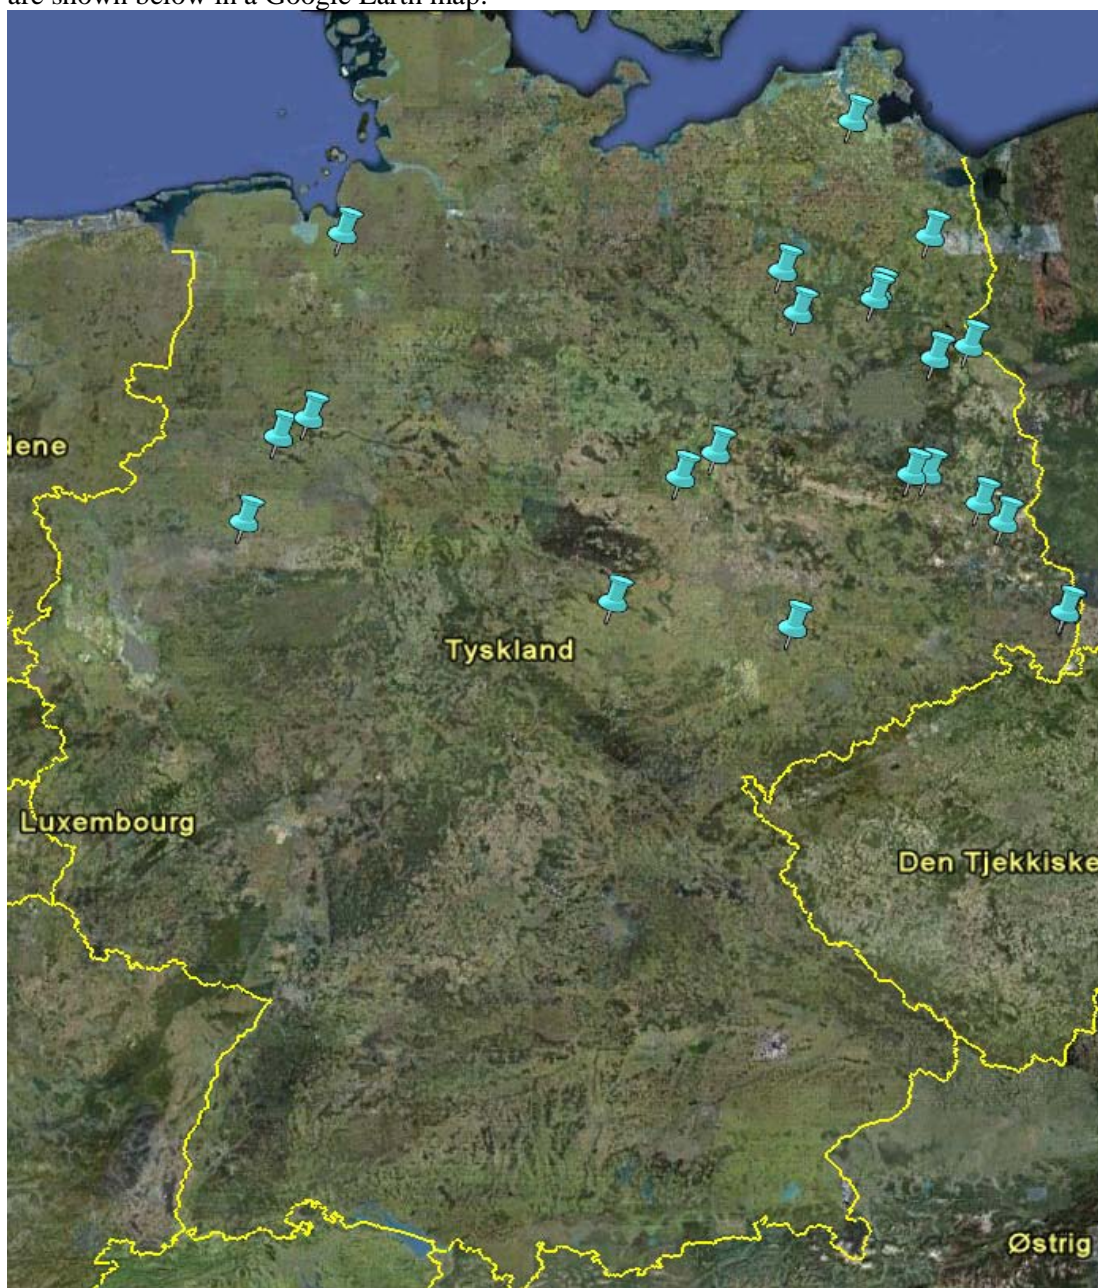 are shown below in a Google Earth map:
dene
Tyskland
Luxembourg
Den Tjekkiske
Østrig